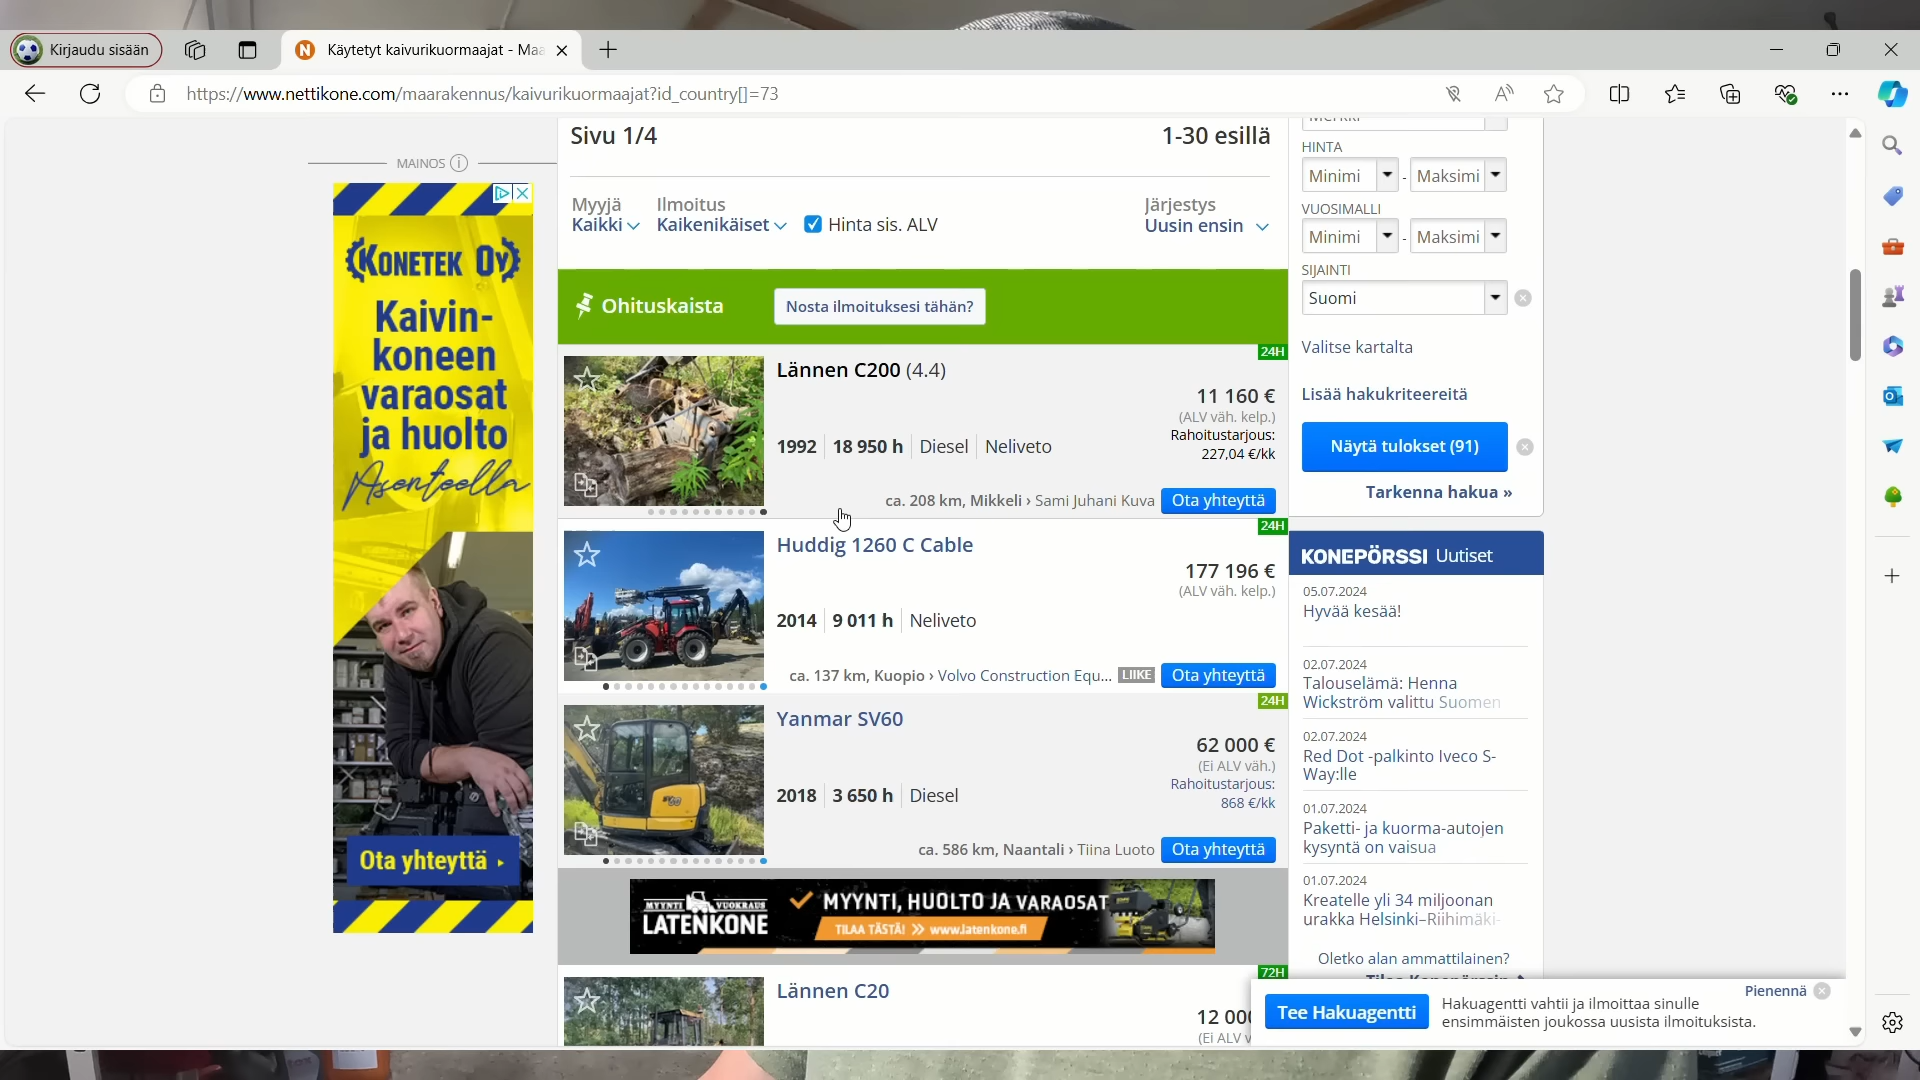 Kirjaudu sisään
Käytetyt kaivurikuormaajat - Maa
https://www.nettikone.com/maarakennus/kaivurikuormaajat?id_country[]=73
Sivu 1/4
1-30 esillä
MAINOS
Myyjä
Kaikki
Ilmoitus
Kaikenikäiset
Hinta sis. ALV
Järjestys
Uusin ensin
Ohituskaista
Nosta ilmoituksesi tähän?
KONETEK OY
Kaivin-
koneen
varaosat
ja huolto
Asenteella
Ota yhteyttä
24H
Lännen C200 (4.4)
11 160 €
(ALV väh. kelp.)
Rahoitustarjous:
227,04 €/kk
1992 18 950 h Diesel Neliveto
ca. 208 km, Mikkeli › Sami Juhani Kuva
Ota yhteyttä
24H
Huddig 1260 C Cable
177 196 €
(ALV väh. kelp.)
2014 9 011 h Neliveto
ca. 137 km, Kuopio › Volvo Construction Equ... LIIKE
Ota yhteyttä
24H
Yanmar SV60
62 000 €
(Ei ALV väh.)
Rahoitustarjous:
868 €/kk
2018 3 650 h Diesel
ca. 586 km, Naantali › Tiina Luoto
Ota yhteyttä
MYYNTI VUOKRAUS
LATENKONE
MYYNTI, HUOLTO JA VARAOSAT
TILAA TÄSTÄ! www.latenkone.fi
72H
Lännen C20
12 000
(Ei ALV v
Merkki
HINTA
Minimi - Maksimi
VUOSIMALLI
Minimi - Maksimi
SIJAINTI
Suomi
Valitse kartalta
Lisää hakukriteereitä
Näytä tulokset (91)
Tarkenna hakua »
KONEPÖRSSI Uutiset
05.07.2024
Hyvää kesää!
02.07.2024
Talouselämä: Henna
Wickström valittu Suomen
02.07.2024
Red Dot -palkinto Iveco S-
Way:lle
01.07.2024
Paketti- ja kuorma-autojen
kysyntä on vaisua
01.07.2024
Kreatelle yli 34 miljoonan
urakka Helsinki–Riihimäki-
Oletko alan ammattilainen?
Pienennä
Tee Hakuagentti
Hakuagentti vahtii ja ilmoittaa sinulle
ensimmäisten joukossa uusista ilmoituksista.